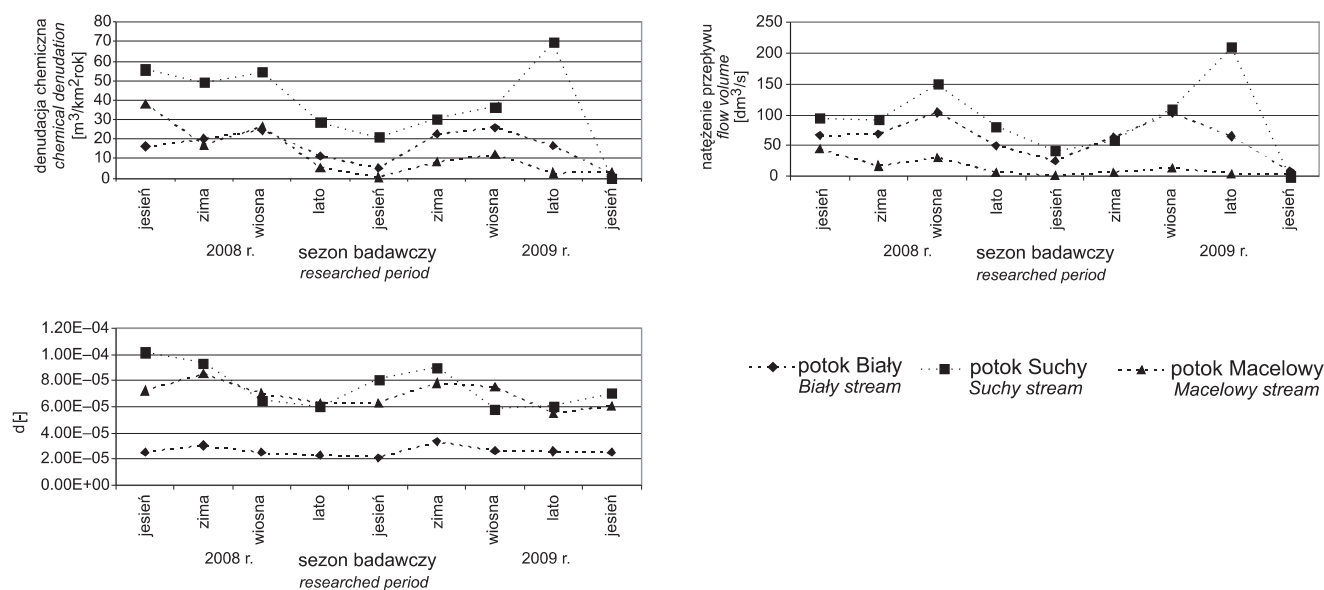 denudacja chemiczna
chemical denudation
[m³/km²rok]
80
70
60
50
40
30
20
10
0
jesień
zima
wiosna
lato
jesień
zima
wiosna
lato
jesień
2008 r.
sezon badawczy
2009 r.
researched period
natężenie przepływu
flow volume
[dm³/s]
250
200
150
100
50
0
jesień
zima
wiosna
lato
jesień
zima
wiosna
lato
jesień
2008 r.
sezon badawczy
2009 r.
researched period
d[-]
1.20E–04
1.00E–04
8.00E–05
6.00E–05
4.00E–05
2.00E–05
0.00E+00
jesień
zima
wiosna
lato
jesień
zima
wiosna
lato
jesień
2008 r.
sezon badawczy
2009 r.
researched period
potok Biały
Biały stream
potok Suchy
Suchy stream
potok Macelowy
Macelowy stream